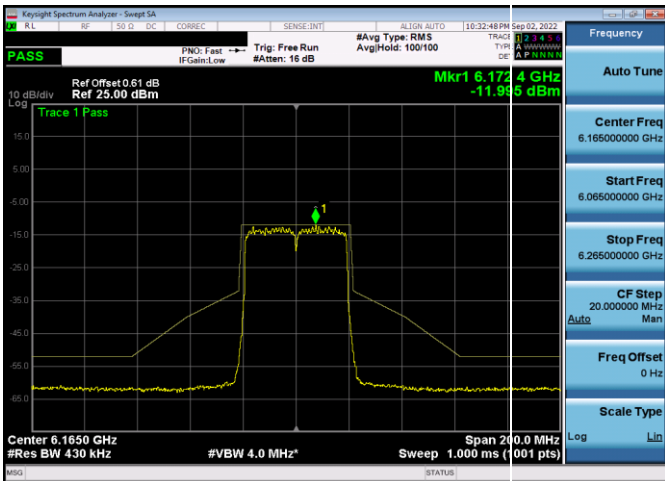 Keysight Spectrum Analyzer - Swept SA
RL RF 50 Ω DC CORREC SENSE:INT ALIGN AUTO 10:32:48 PM Sep 02, 2022
PASS
PNO: Fast
IFGain:Low
Trig: Free Run
#Atten: 16 dB
#Avg Type: RMS
Avg|Hold: 100/100
TRACE 1 2 3 4 5 6
TYPE A WWWWW
DET A P N N N N
Frequency
Mkr1 6.172 4 GHz
-11.995 dBm
Ref Offset 0.61 dB
Ref 25.00 dBm
10 dB/div
Log
Trace 1 Pass
15.0
5.00
-5.00
-15.0
-25.0
-35.0
-45.0
-55.0
-65.0
1
Center 6.1650 GHz
Span 200.0 MHz
#Res BW 430 kHz
#VBW 4.0 MHz*
Sweep 1.000 ms (1001 pts)
Auto Tune
Center Freq
6.165000000 GHz
Start Freq
6.065000000 GHz
Stop Freq
6.265000000 GHz
CF Step
20.000000 MHz
Auto Man
Freq Offset
0 Hz
Scale Type
Log Lin
MSG
STATUS